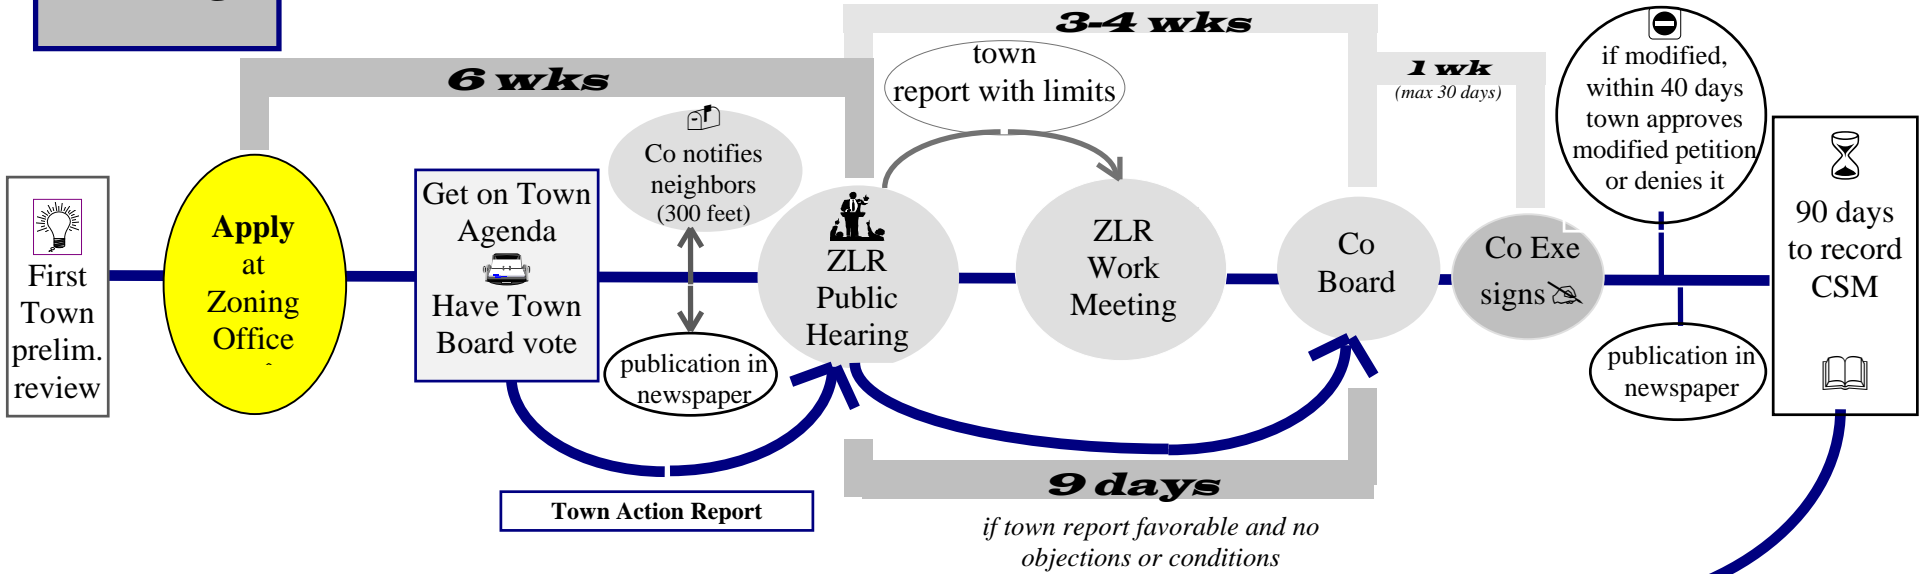 3-4 wks
6 wks
1 wk
(max 30 days)
town
report with limits
if modified,
within 40 days
town approves
modified petition
or denies it
First
Town
prelim.
review
Apply
at
Zoning
Office
Get on Town
Agenda
Have Town
Board vote
Co notifies
neighbors
(300 feet)
publication in
newspaper
ZLR
Public
Hearing
ZLR
Work
Meeting
Co
Board
Co Exe
signs
publication in
newspaper
90 days
to record
CSM
Town Action Report
9 days
if town report favorable and no
objections or conditions